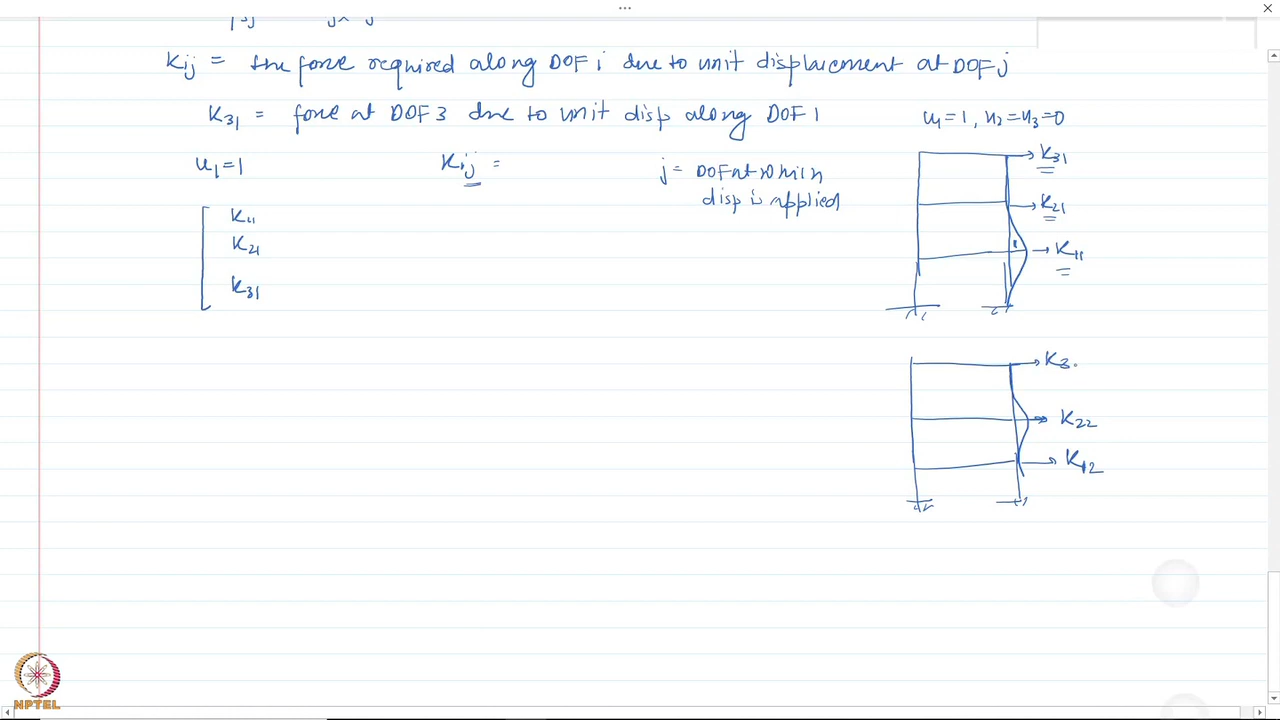 Kij = the force required along DOF i due to unit displacement at DOF j
K31 = force at DOF 3 due to unit disp along DOF 1
u1=1, u2=u3=0
u1=1
Kij =
j = DOF at which
disp is applied
K11
K21
K31
K31
K21
1
K11
K3
K22
K12
NPTEL